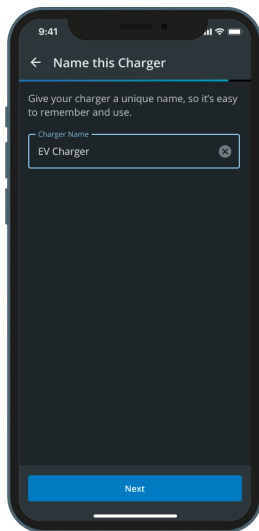 9:41
Name this Charger
Give your charger a unique name, so it's easy
to remember and use.
Charger Name
EV Charger
Next